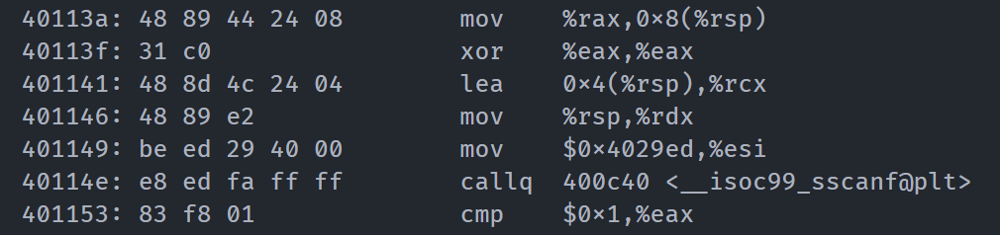 40113a: 48 89 44 24 08 mov %rax,0x8(%rsp)
40113f: 31 c0 xor %eax,%eax
401141: 48 8d 4c 24 04 lea 0x4(%rsp),%rcx
401146: 48 89 e2 mov %rsp,%rdx
401149: be ed 29 40 00 mov $0x4029ed,%esi
40114e: e8 ed fa ff ff callq 400c40 <__isoc99_sscanf@plt>
401153: 83 f8 01 cmp $0x1,%eax